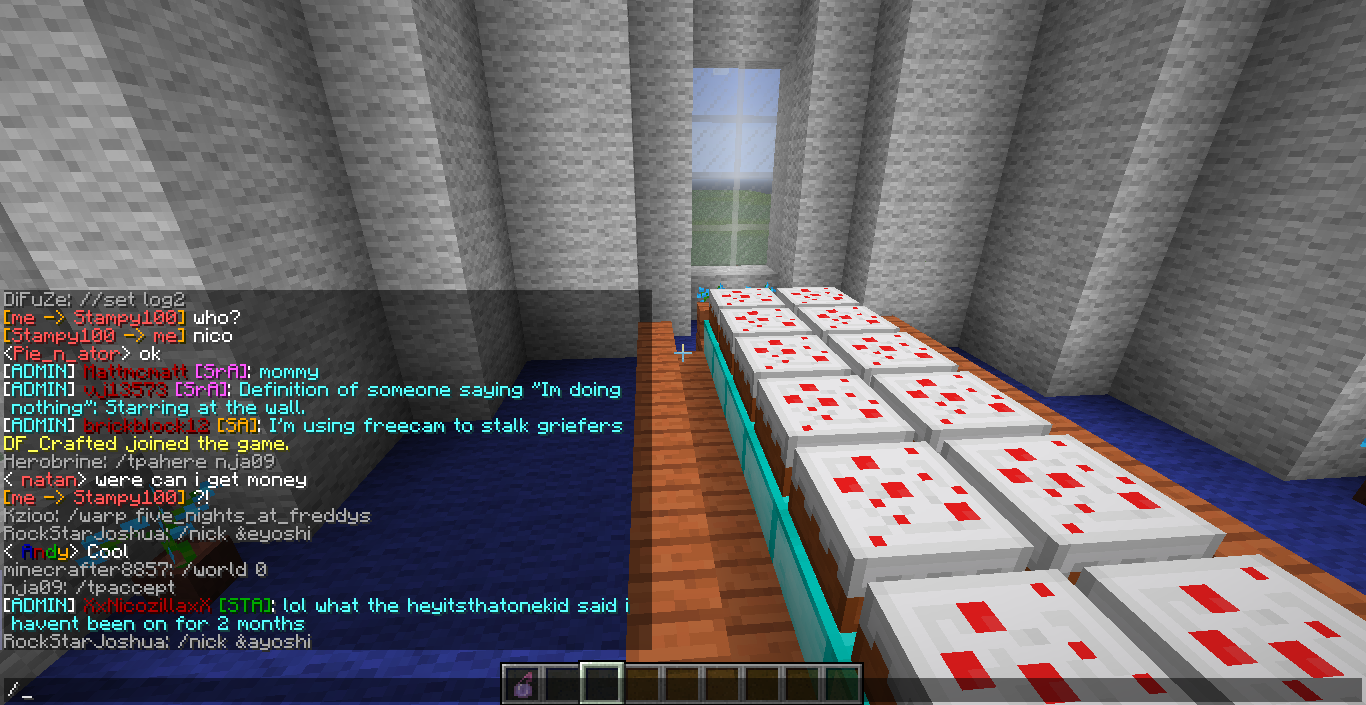 DiFuZe: //set log2
[me -> Stampy100] who?
[Stampy100 -> me] nico
<Pie_n_ator> ok
[ADMIN] Mattmcmatt [SrA]: mommy
[ADMIN] vj13573 [SrA]: Definition of someone saying "Im doing
nothing": Starring at the wall.
[ADMIN] brickblock12 [SA]: I'm using freecam to stalk griefers
DF_Crafted joined the game.
Herobrine: /tpahere nja09
< natan> were can i get money
[me -> Stampy100] ?!
Kzioo: /warp five_nights_at_freddys
RockStarJoshua: /nick &eyoshi
< Andy> Cool
minecrafter8857: /world 0
nja09: /tpaccept
[ADMIN] XxNicozillaxX [STA]: lol what the heyitsthatonekid said i
havent been on for 2 months
RockStarJoshua: /nick &ayoshi
/_